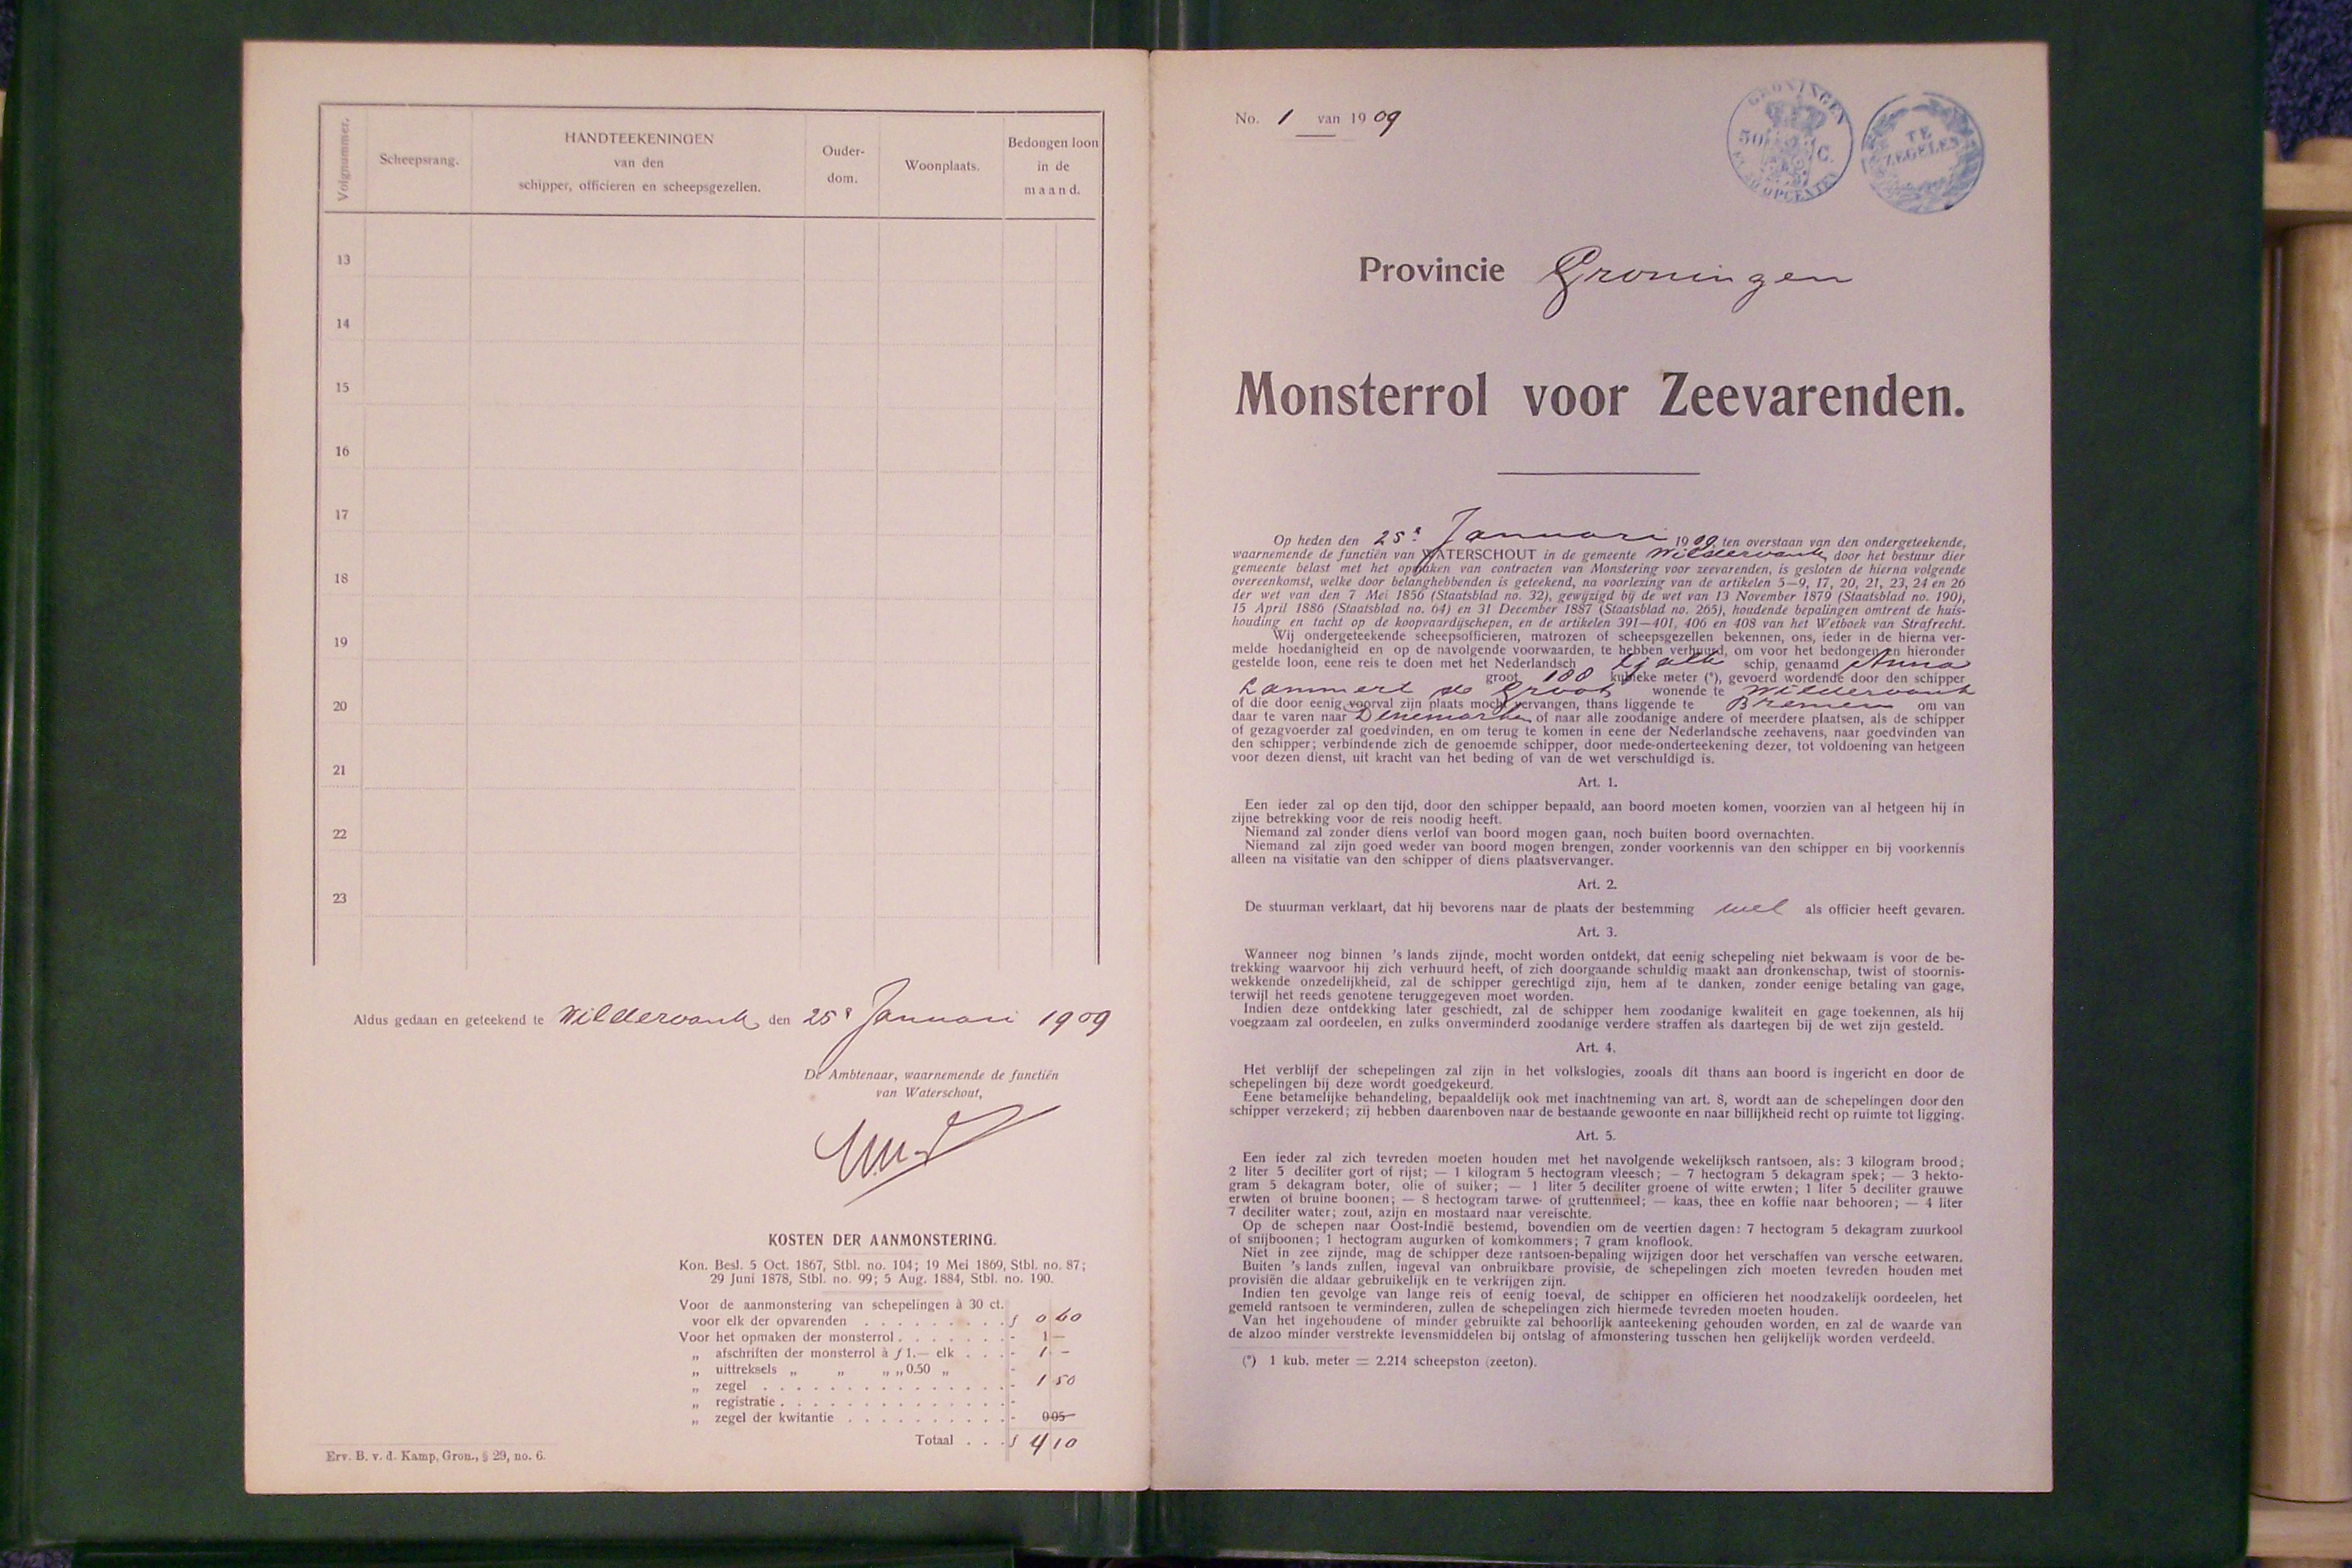 Volgnummer.
Scheepsrang.
HANDTEEKENINGEN
van den
schipper, officieren en scheepsgezellen.
Ouder-
dom.
Woonplaats.
Bedongen loon
in de
maand.
13
14
15
16
17
18
19
20
21
22
23
Aldus gedaan en geteekend te Wildervank, den 25e Januari 1909
De Ambtenaar, waarnemende de functiën
van Waterschout,
KOSTEN DER AANMONSTERING.
Kon. Besl. 5 Oct. 1867, Stbl. no. 104; 19 Mei 1869, Stbl. no. 87;
29 Juni 1878, Stbl. no. 99; 5 Aug. 1884, Stbl. no. 190.
Voor de aanmonstering van schepelingen à 30 ct.
voor elk der opvarenden . . . . . . . . . f 0 60
Voor het opmaken der monsterrol . . . . . . . - 1 —
„ afschriften der monsterrol à f 1.— elk . . . - 1 -
„ uittreksels „ „ „ „ 0.50 „ -
„ zegel . . . . . . . . . . . . . . . - 1 50
„ registratie . . . . . . . . . . . . . . -
„ zegel der kwitantie . . . . . . . . . . - 0 05
Totaal . . . f 4 10
Erv. B. v. d. Kamp, Gron., § 29, no. 6.
No. 1 van 1909
GRONINGEN
50 C.
OPCENTEN
TE
ZEGELEN
Provincie Groningen
Monsterrol voor Zeevarenden.
Op heden den 25e Januari 1909 ten overstaan van den ondergeteekende,
waarnemende de functiën van WATERSCHOUT in de gemeente Wildervank, door het bestuur dier
gemeente belast met het opmaken van contracten van Monstering voor zeevarenden, is gesloten de hierna volgende
overeenkomst, welke door belanghebbenden is geteekend, na voorlezing van de artikelen 5—9, 17, 20, 21, 23, 24 en 26
der wet van den 7 Mei 1856 (Staatsblad no. 32), gewijzigd bij de wet van 13 November 1879 (Staatsblad no. 190),
15 April 1886 (Staatsblad no. 64) en 31 December 1887 (Staatsblad no. 265), houdende bepalingen omtrent de huis-
houding en tucht op de koopvaardijschepen, en de artikelen 391—401, 406 en 408 van het Wetboek van Strafrecht.
Wij ondergeteekende scheepsofficieren, matrozen of scheepsgezellen bekennen, ons, ieder in de hierna ver-
melde hoedanigheid en op de navolgende voorwaarden, te hebben verhuurd, om voor het bedongen en hieronder
gestelde loon, eene reis te doen met het Nederlandsch tjalk schip, genaamd Anna
groot 188 kubieke meter (*), gevoerd wordende door den schipper
Lammert de Groot wonende te Wildervank
of die door eenig voorval zijn plaats mocht vervangen, thans liggende te Bremen om van
daar te varen naar Denemarken of naar alle zoodanige andere of meerdere plaatsen, als de schipper
of gezagvoerder zal goedvinden, en om terug te komen in eene der Nederlandsche zeehavens, naar goedvinden van
den schipper; verbindende zich de genoemde schipper, door mede-onderteekening dezer, tot voldoening van hetgeen
voor dezen dienst, uit kracht van het beding of van de wet verschuldigd is.
Art. 1.
Een ieder zal op den tijd, door den schipper bepaald, aan boord moeten komen, voorzien van al hetgeen hij in
zijne betrekking voor de reis noodig heeft.
Niemand zal zonder diens verlof van boord mogen gaan, noch buiten boord overnachten.
Niemand zal zijn goed weder van boord mogen brengen, zonder voorkennis van den schipper en bij voorkennis
alleen na visitatie van den schipper of diens plaatsvervanger.
Art. 2.
De stuurman verklaart, dat hij bevorens naar de plaats der bestemming wel als officier heeft gevaren.
Art. 3.
Wanneer nog binnen 's lands zijnde, mocht worden ontdekt, dat eenig schepeling niet bekwaam is voor de be-
trekking waarvoor hij zich verhuurd heeft, of zich doorgaande schuldig maakt aan dronkenschap, twist of stoornis-
wekkende onzedelijkheid, zal de schipper gerechtigd zijn, hem af te danken, zonder eenige betaling van gage,
terwijl het reeds genotene teruggegeven moet worden.
Indien deze ontdekking later geschiedt, zal de schipper hem zoodanige kwaliteit en gage toekennen, als hij
voegzaam zal oordeelen, en zulks onverminderd zoodanige verdere straffen als daartegen bij de wet zijn gesteld.
Art. 4.
Het verblijf der schepelingen zal zijn in het volkslogies, zooals dit thans aan boord is ingericht en door de
schepelingen bij deze wordt goedgekeurd.
Eene betamelijke behandeling, bepaaldelijk ook met inachtneming van art. 8, wordt aan de schepelingen door den
schipper verzekerd; zij hebben daarenboven naar de bestaande gewoonte en naar billijkheid recht op ruimte tot ligging.
Art. 5.
Een ieder zal zich tevreden moeten houden met het navolgende wekelijksch rantsoen, als: 3 kilogram brood;
2 liter 5 deciliter gort of rijst; — 1 kilogram 5 hectogram vleesch; — 7 hectogram 5 dekagram spek; — 3 hekto-
gram 5 dekagram boter, olie of suiker; — 1 liter 5 deciliter groene of witte erwten; 1 liter 5 deciliter grauwe
erwten of bruine boonen; — 8 hectogram tarwe- of gruttenmeel; — kaas, thee en koffie naar behooren; — 4 liter
7 deciliter water; zout, azijn en mostaard naar vereischte.
Op de schepen naar Oost-Indië bestemd, bovendien om de veertien dagen: 7 hectogram 5 dekagram zuurkool
of snijboonen; 1 hectogram augurken of komkommers; 7 gram knoflook.
Niet in zee zijnde, mag de schipper deze rantsoen-bepaling wijzigen door het verschaffen van versche eetwaren.
Buiten 's lands zullen, ingeval van onbruikbare provisie, de schepelingen zich moeten tevreden houden met
provisiën die aldaar gebruikelijk en te verkrijgen zijn.
Indien ten gevolge van lange reis of eenig toeval, de schipper en officieren het noodzakelijk oordeelen, het
gemeld rantsoen te verminderen, zullen de schepelingen zich hiermede tevreden moeten houden.
Van het ingehoudene of minder gebruikte zal behoorlijk aanteekening gehouden worden, en zal de waarde van
de alzoo minder verstrekte levensmiddelen bij ontslag of afmonstering tusschen hen gelijkelijk worden verdeeld.
(*) 1 kub. meter = 2.214 scheepston (zeeton).